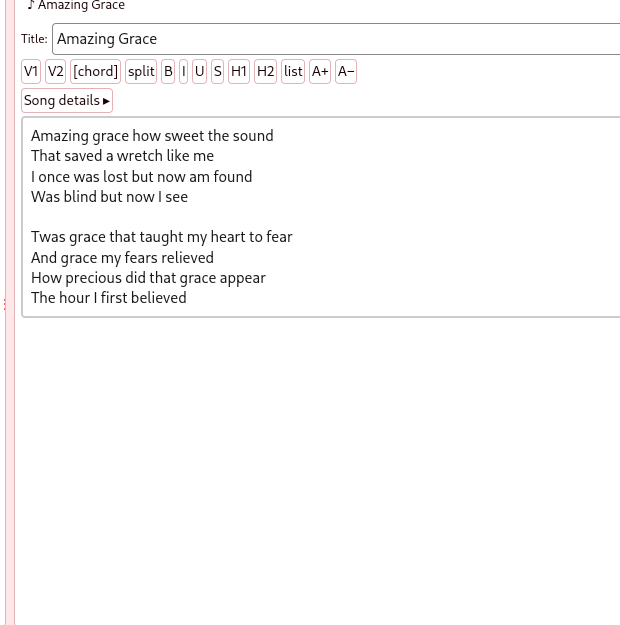 ♪ Amazing Grace
Title: Amazing Grace
V1 V2 [chord] split B I U S H1 H2 list A+ A−
Song details ▸
Amazing grace how sweet the sound
That saved a wretch like me
I once was lost but now am found
Was blind but now I see

Twas grace that taught my heart to fear
And grace my fears relieved
How precious did that grace appear
The hour I first believed